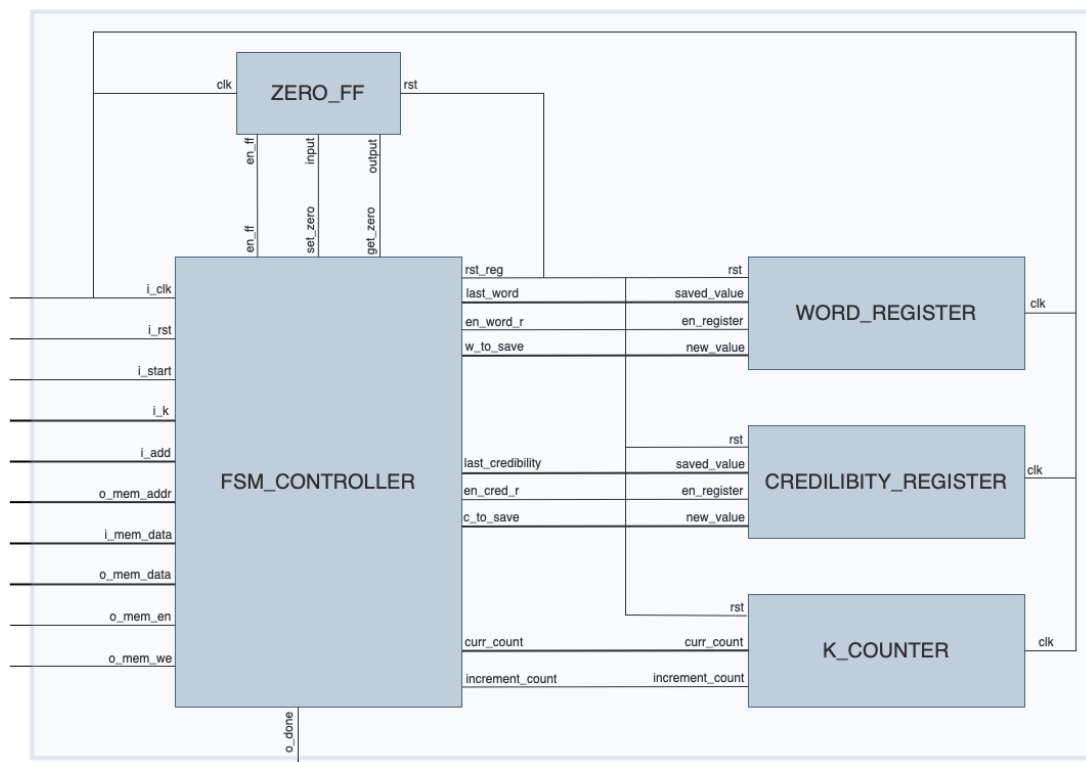 clk
ZERO_FF
rst
en_ff
input
output
en_ff
set_zero
get_zero
i_clk
i_rst
i_start
i_k
i_add
o_mem_addr
i_mem_data
o_mem_data
o_mem_en
o_mem_we
FSM_CONTROLLER
o_done
rst_reg
last_word
en_word_r
w_to_save
last_credibility
en_cred_r
c_to_save
curr_count
increment_count
rst
saved_value
en_register
new_value
WORD_REGISTER
clk
rst
saved_value
en_register
new_value
CREDILIBITY_REGISTER
clk
rst
curr_count
increment_count
K_COUNTER
clk